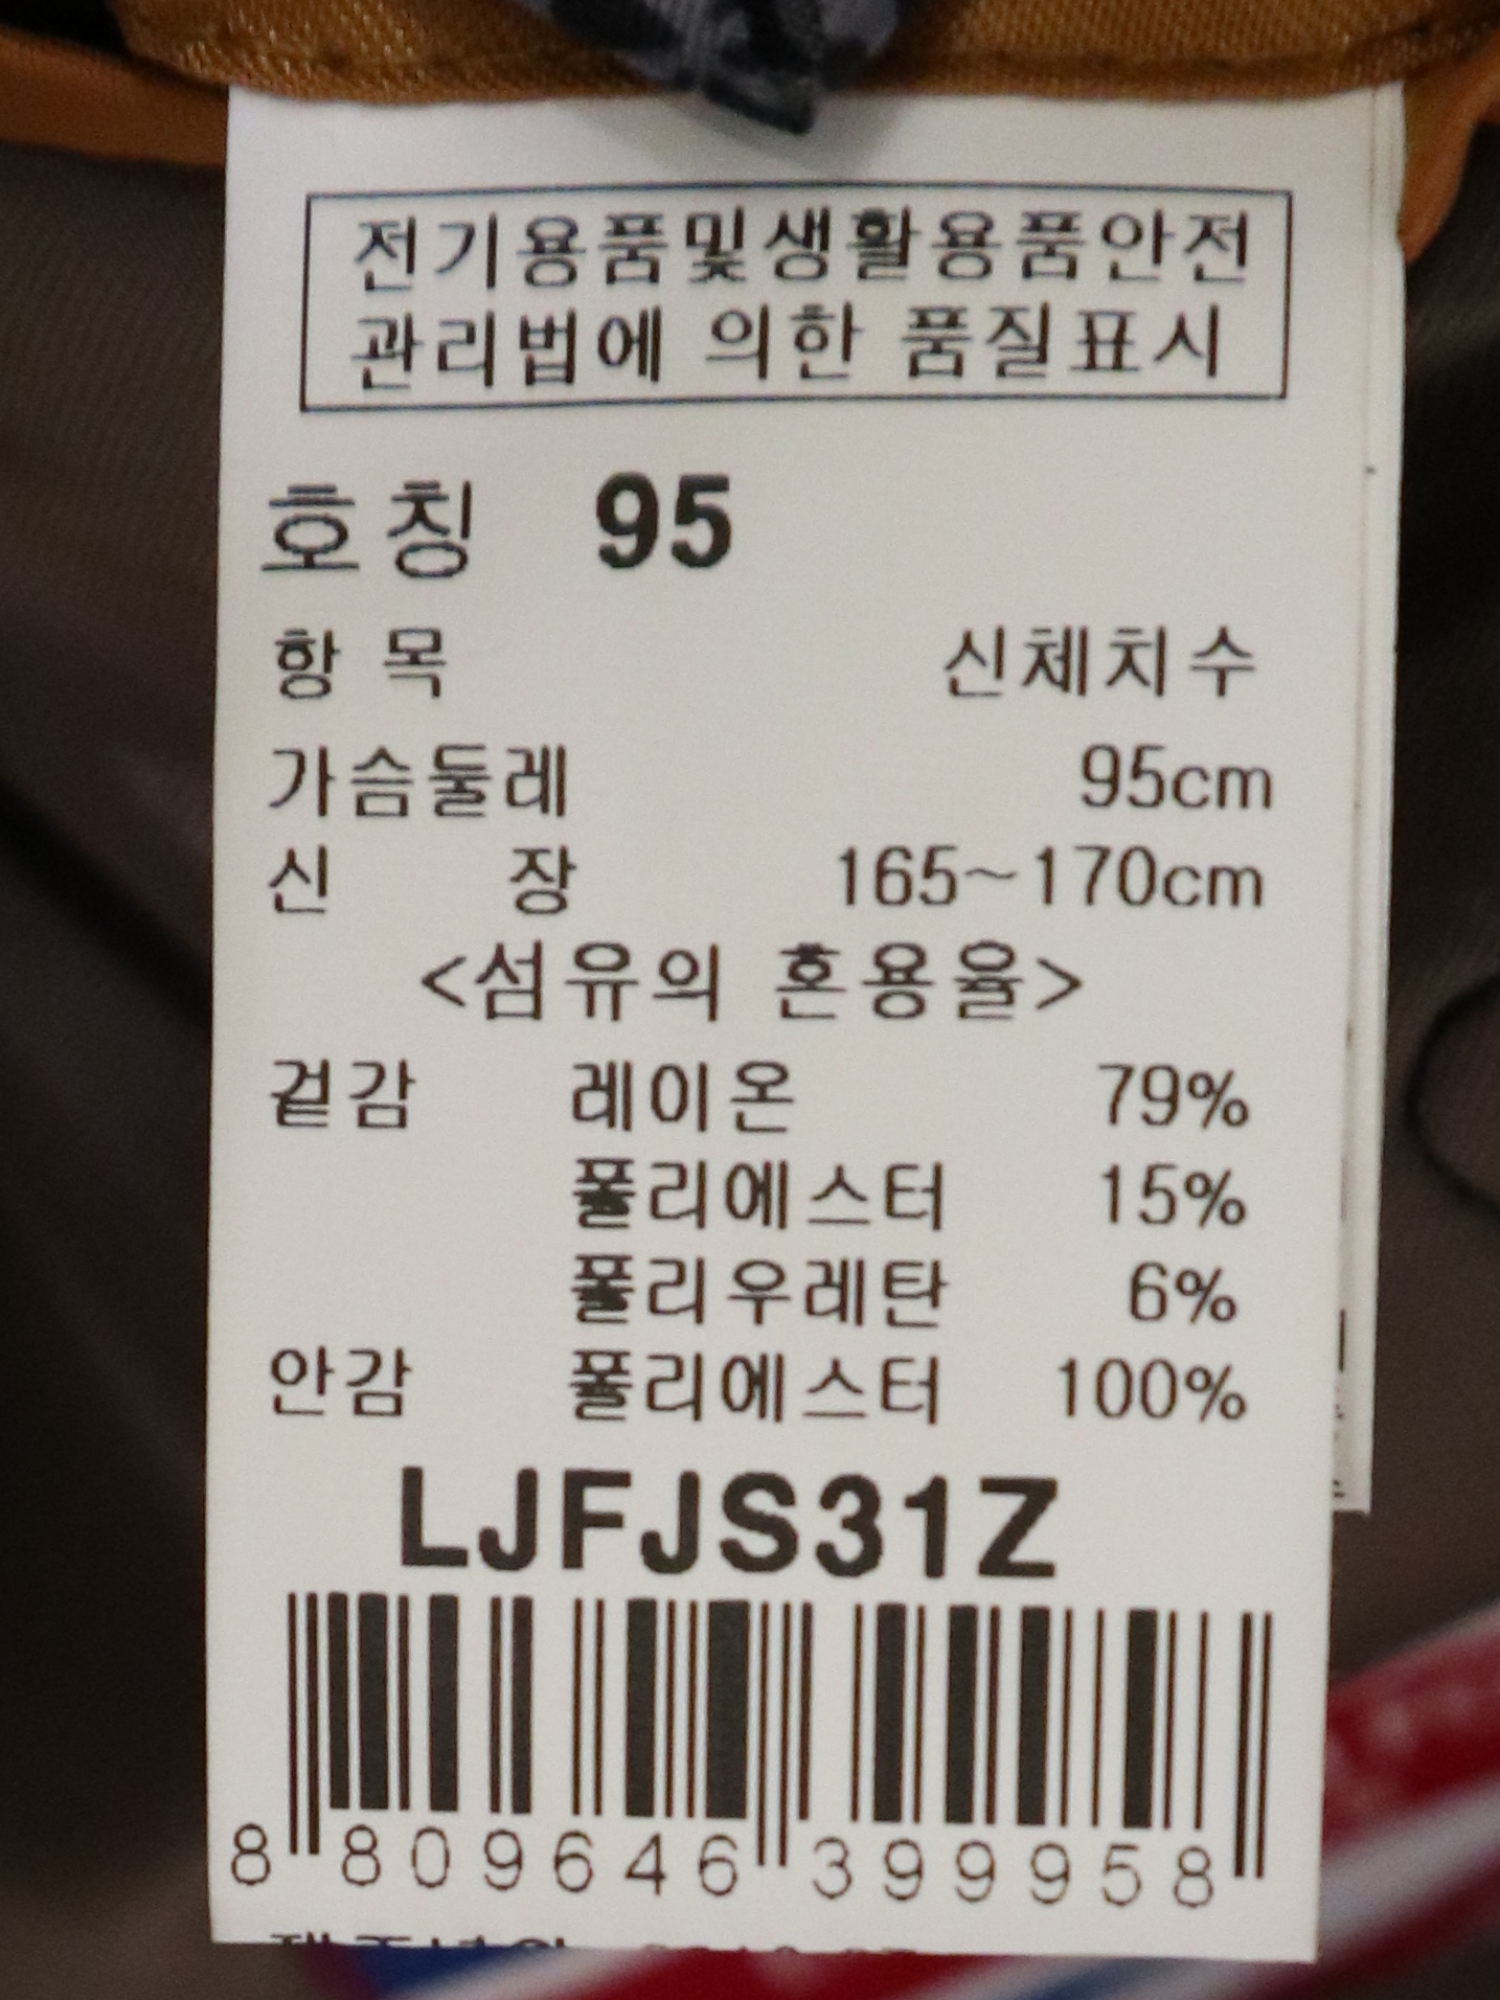 전기용품및생활용품안전
관리법에 의한 품질표시
호칭 95
항목 신체치수
가슴둘레 95cm
신 장 165~170cm
<섬유의 혼용율>
겉감 레이온 79%
폴리에스터 15%
폴리우레탄 6%
안감 폴리에스터 100%
LJFJS31Z
8 809646 399958